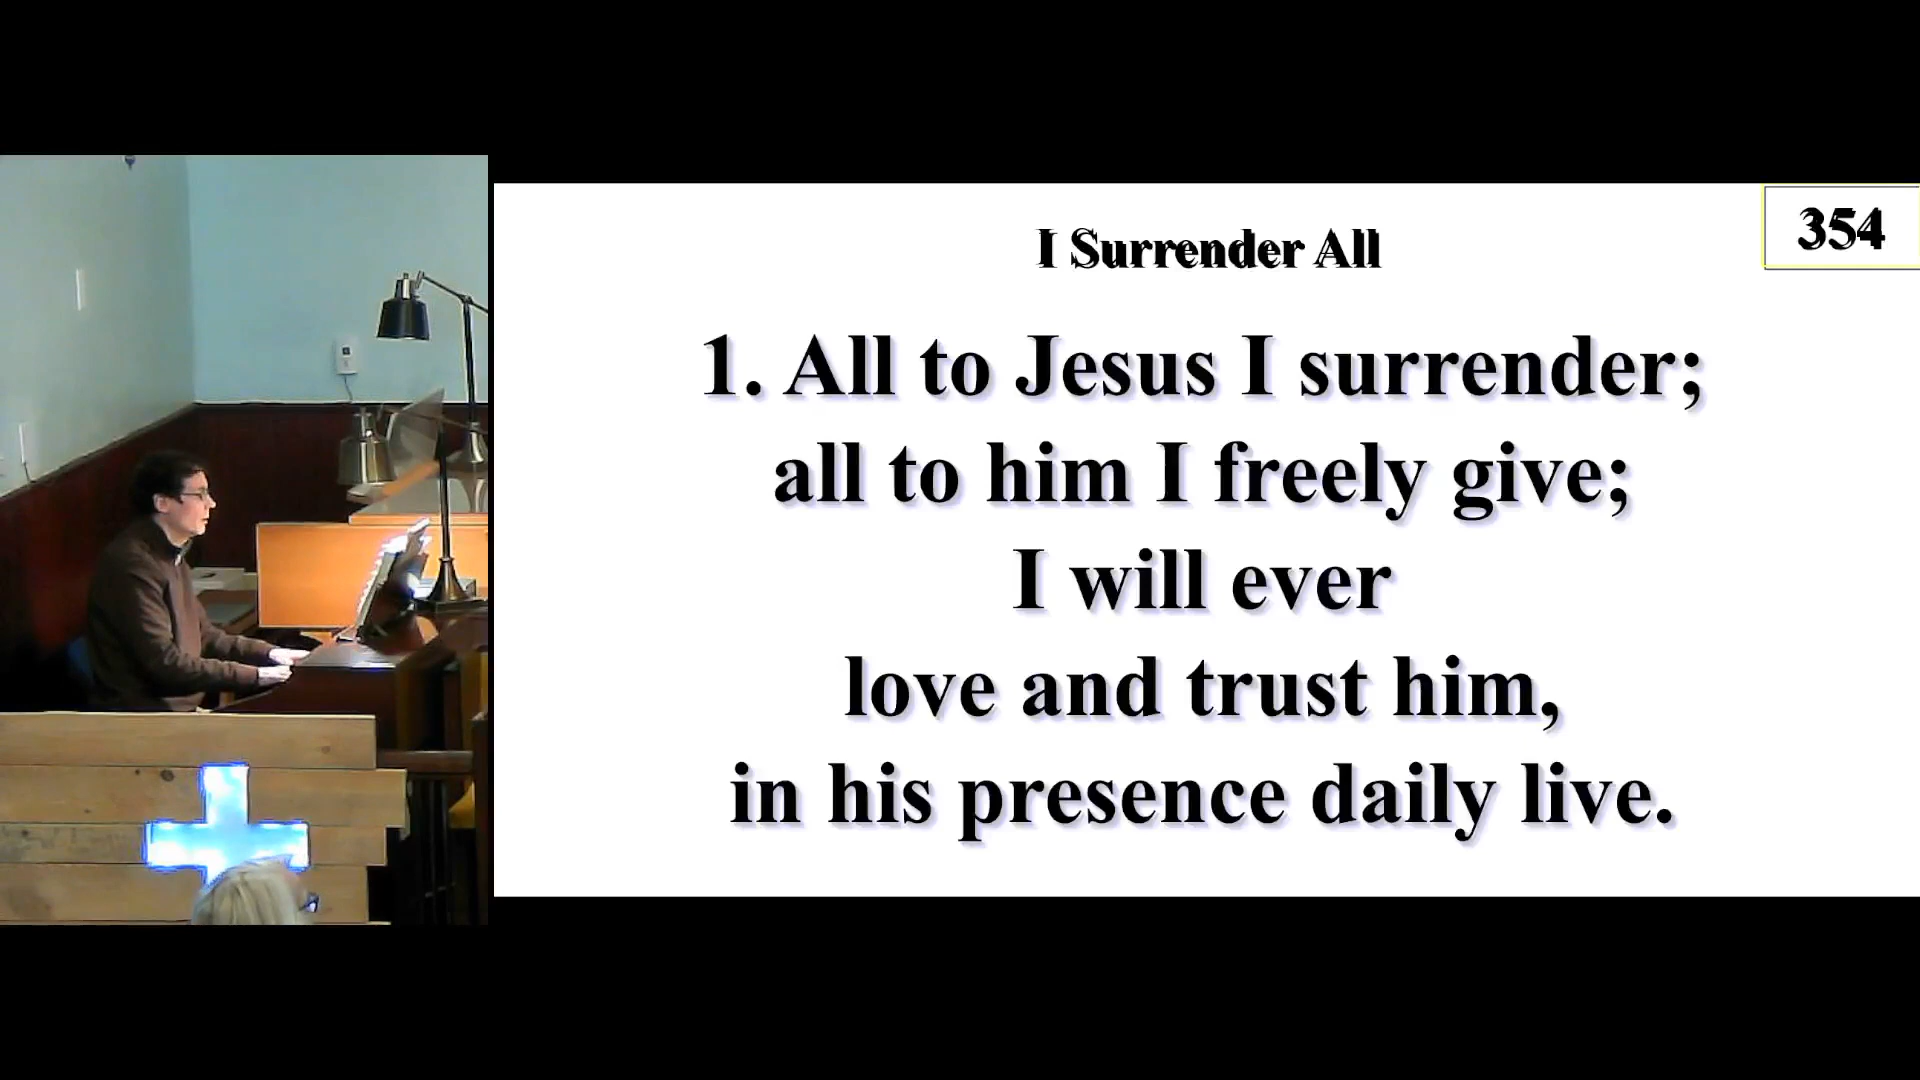 354
I Surrender All
1. All to Jesus I surrender;
all to him I freely give;
I will ever
love and trust him,
in his presence daily live.